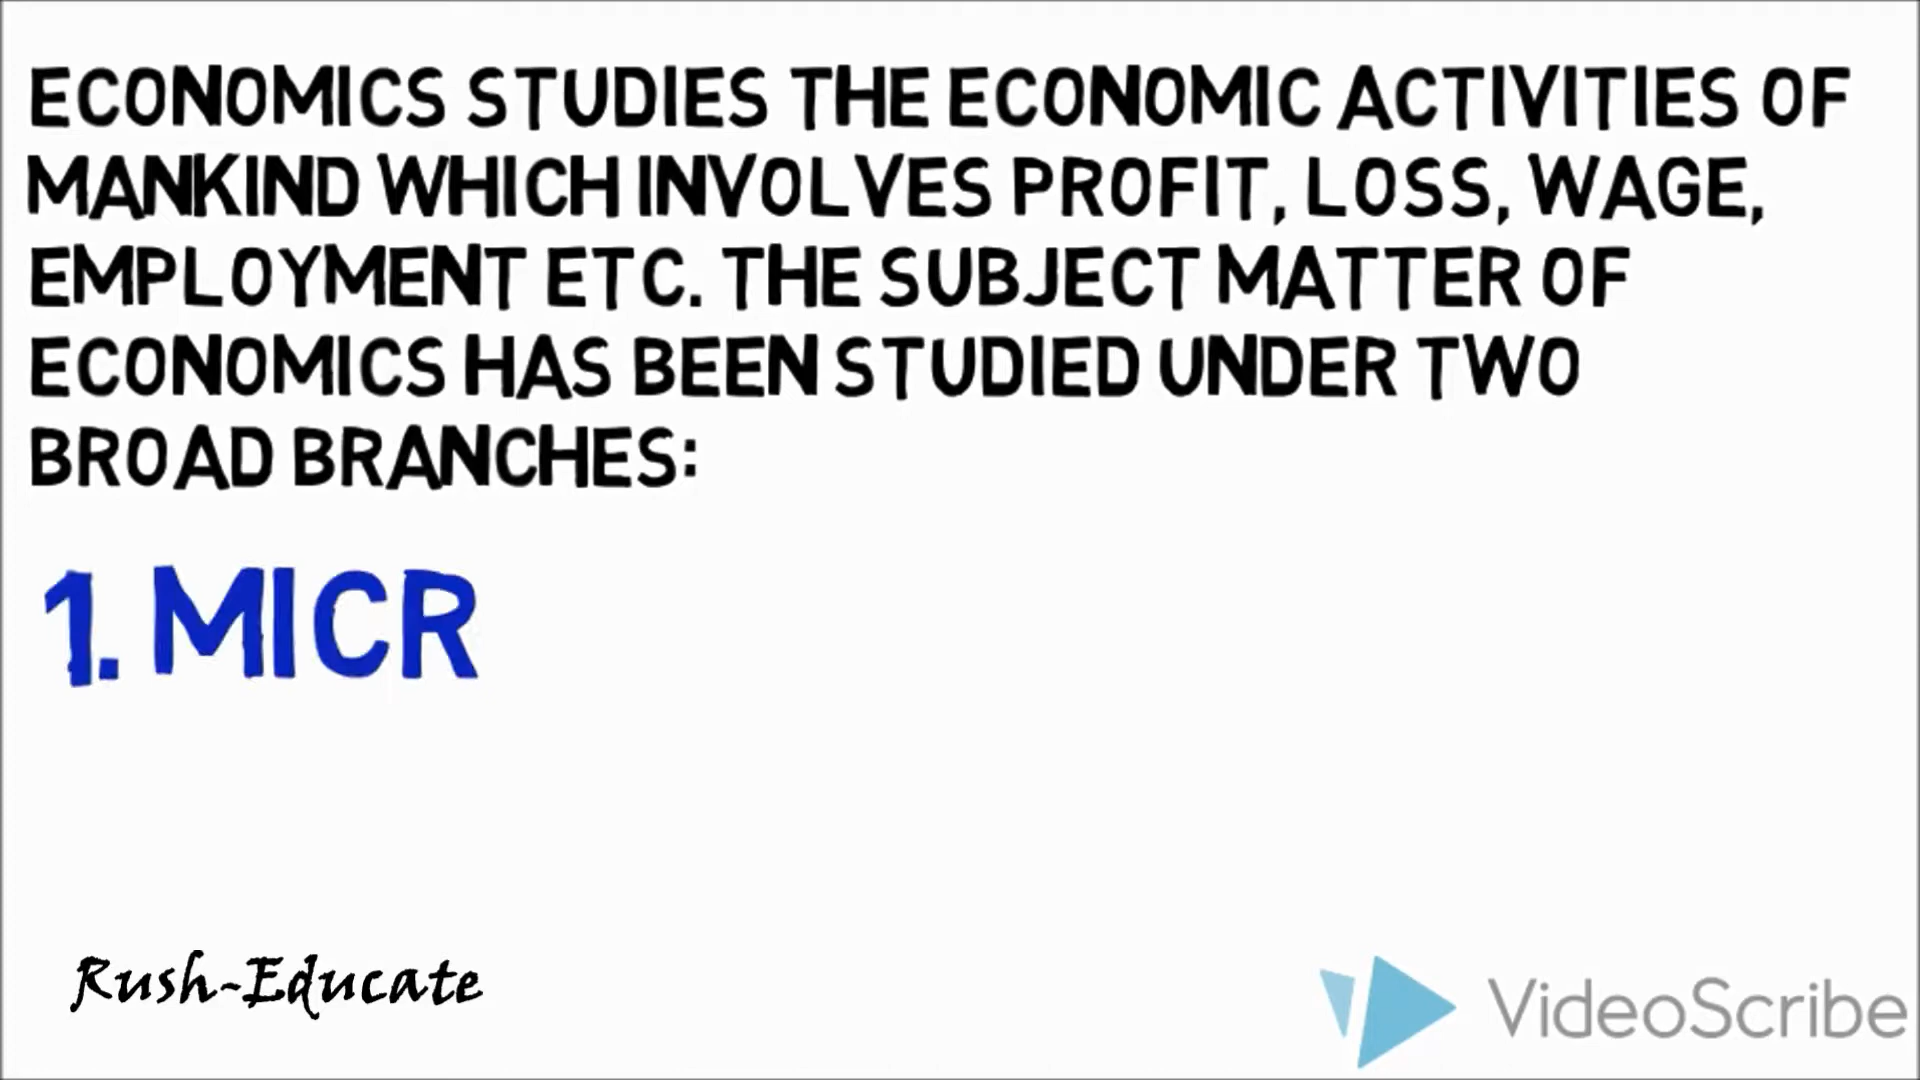 ECONOMICS STUDIES THE ECONOMIC ACTIVITIES OF
MANKIND WHICH INVOLVES PROFIT, LOSS, WAGE,
EMPLOYMENT ETC. THE SUBJECT MATTER OF
ECONOMICS HAS BEEN STUDIED UNDER TWO
BROAD BRANCHES:
1. MICR
Rush-Educate
VideoScribe